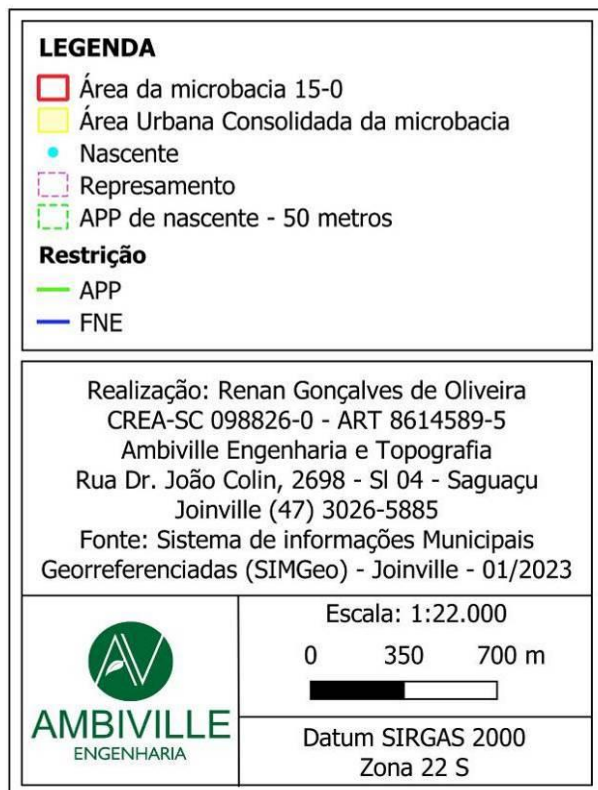 LEGENDA
Área da microbacia 15-0
Área Urbana Consolidada da microbacia
Nascente
Represamento
APP de nascente - 50 metros
Restrição
APP
FNE
Realização: Renan Gonçalves de Oliveira
CREA-SC 098826-0 - ART 8614589-5
Ambiville Engenharia e Topografia
Rua Dr. João Colin, 2698 - Sl 04 - Saguaçu
Joinville (47) 3026-5885
Fonte: Sistema de informações Municipais
Georreferenciadas (SIMGeo) - Joinville - 01/2023
AMBIVILLE
ENGENHARIA
Escala: 1:22.000
0 350 700 m
Datum SIRGAS 2000
Zona 22 S